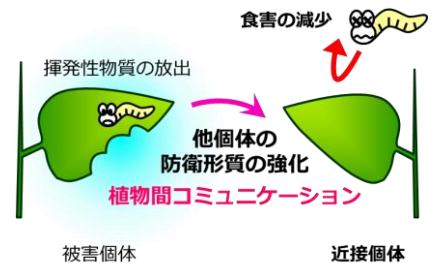 食害の減少
揮発性物質の放出
他個体の
防衛形質の強化
植物間コミュニケーション
被害個体
近接個体